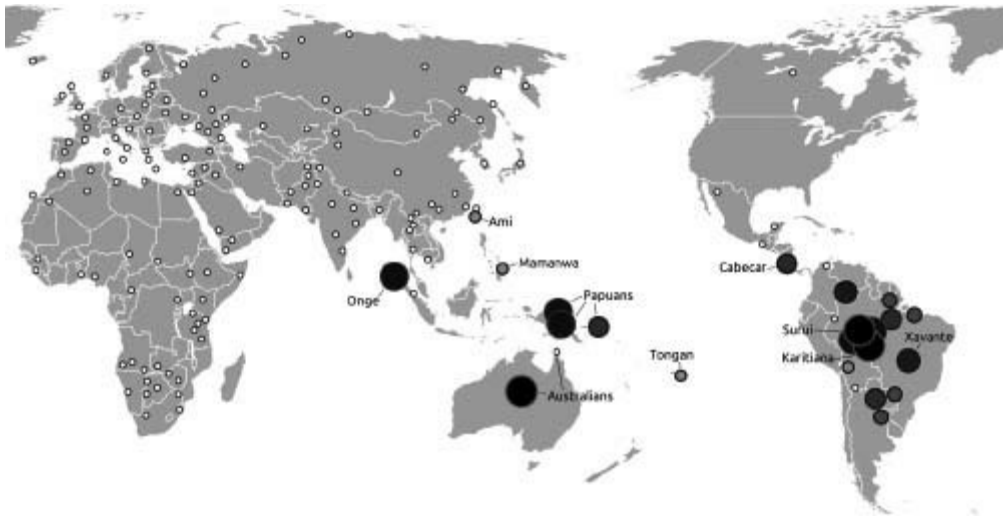 Ami
Mamanwa
Cabecar
Onge
Papuans
Surui
Xavante
Tongan
Karitiana
Australians